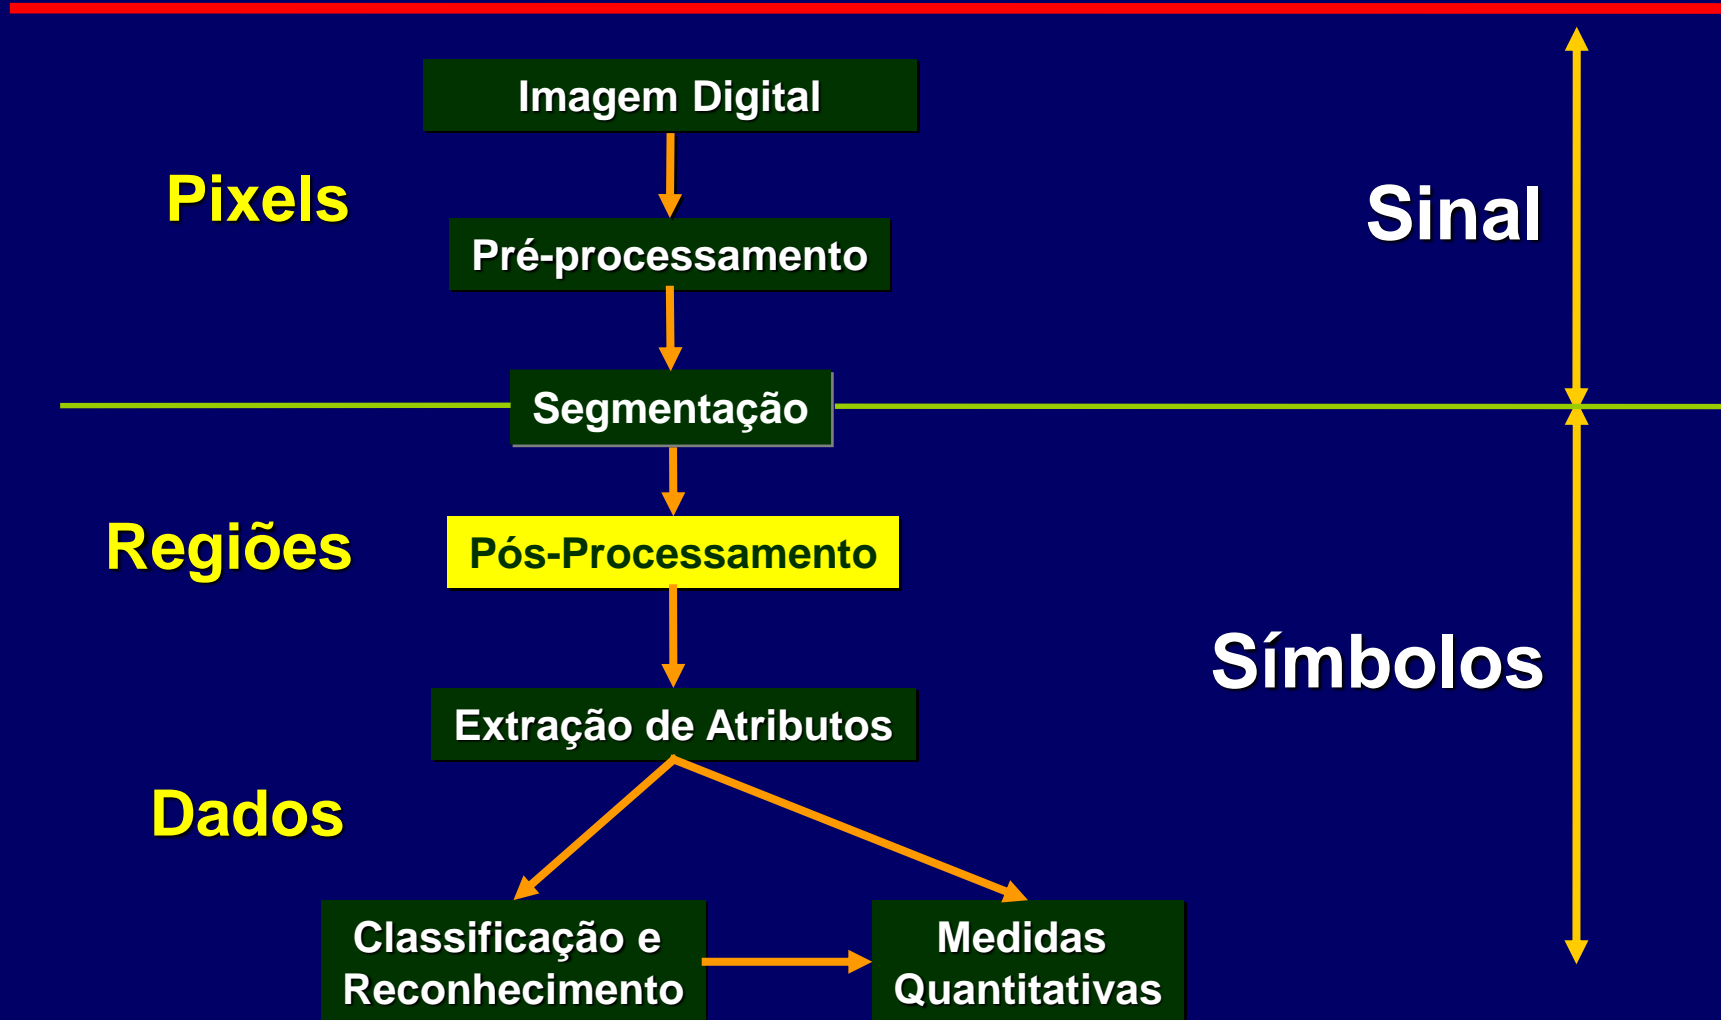 Imagem Digital
Pixels
Sinal
Pré-processamento
Segmentação
Regiões
Pós-Processamento
Símbolos
Extração de Atributos
Dados
Classificação e
Reconhecimento
Medidas
Quantitativas